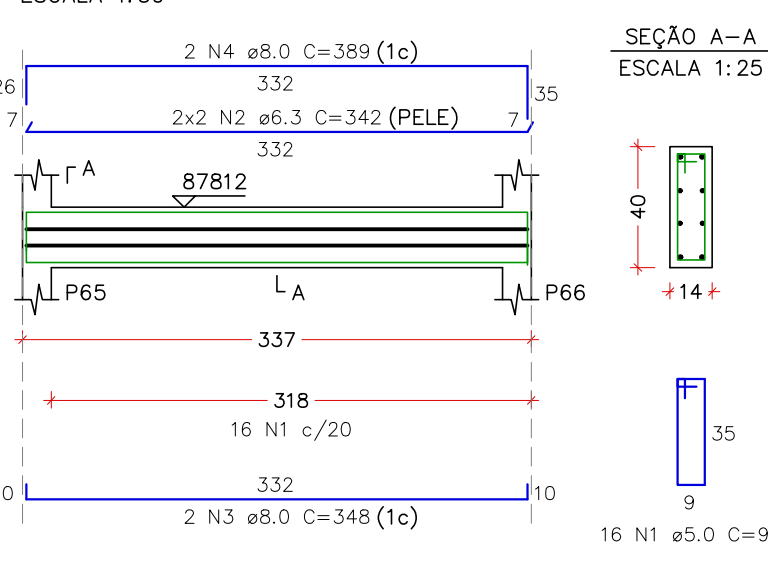 2 N4 ø8.0 C=389 (1c)
332
35
7
2x2 N2 ø6.3 C=342 (PELE)
7
332
A
87812
A
P65
P66
337
318
16 N1 c/20
332
10
2 N3 ø8.0 C=348 (1c)
SEÇÃO A-A
ESCALA 1:25
40
14
35
9
16 N1 ø5.0 C=9